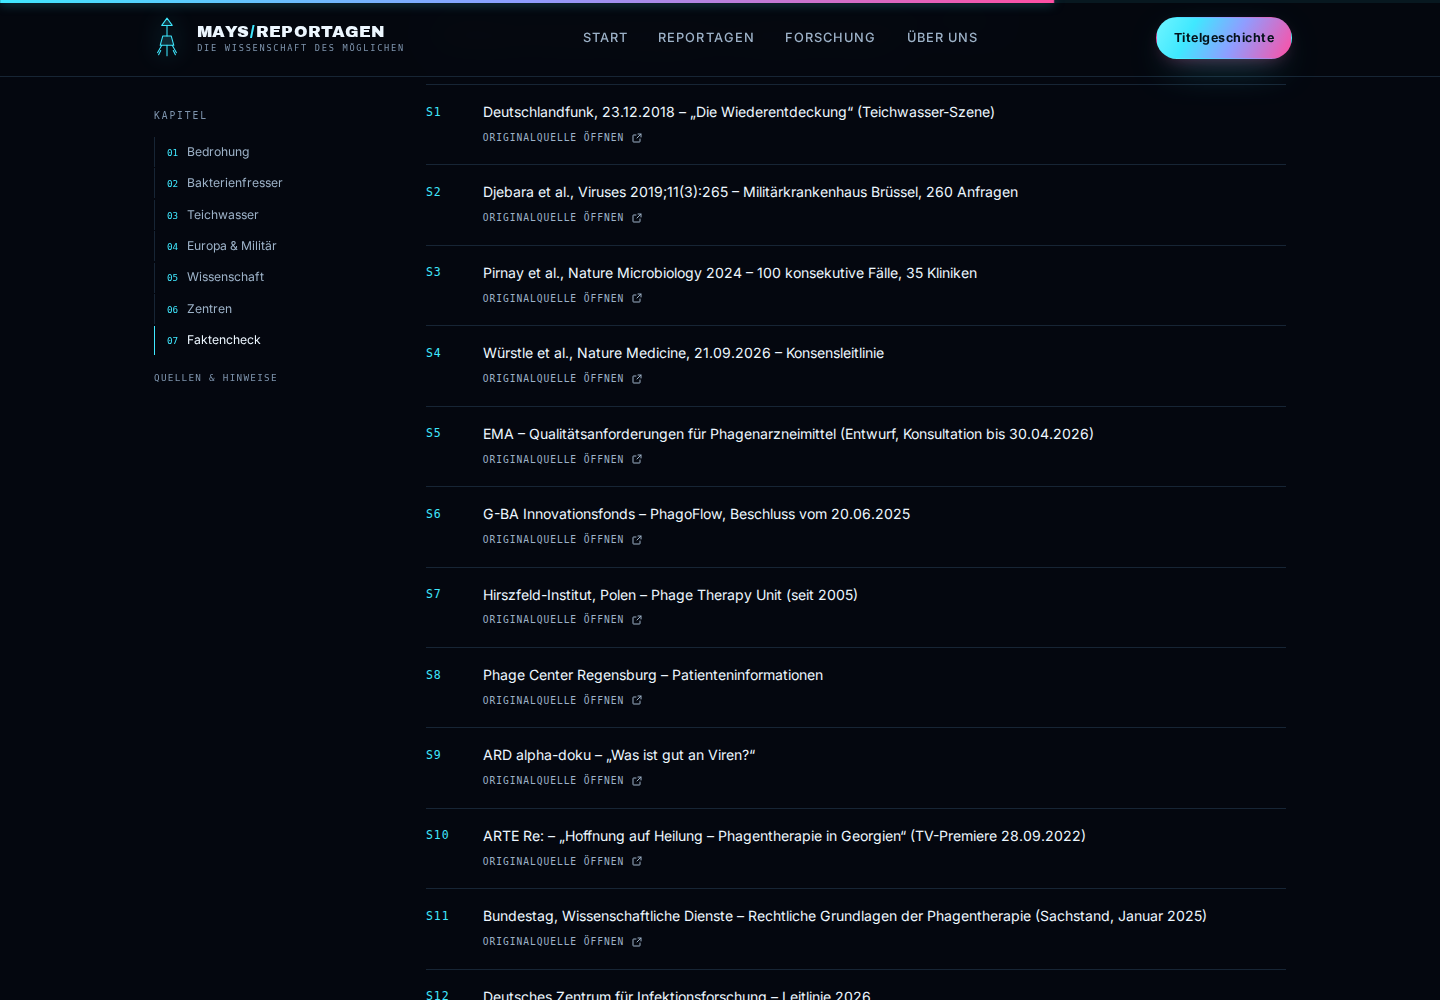 MAYS/REPORTAGEN
DIE WISSENSCHAFT DES MÖGLICHEN
START
REPORTAGEN
FORSCHUNG
ÜBER UNS
Titelgeschichte
KAPITEL
01 Bedrohung
02 Bakterienfresser
03 Teichwasser
04 Europa & Militär
05 Wissenschaft
06 Zentren
07 Faktencheck
QUELLEN & HINWEISE
S1 Deutschlandfunk, 23.12.2018 – „Die Wiederentdeckung“ (Teichwasser-Szene)
ORIGINALQUELLE ÖFFNEN
S2 Djebara et al., Viruses 2019;11(3):265 – Militärkrankenhaus Brüssel, 260 Anfragen
ORIGINALQUELLE ÖFFNEN
S3 Pirnay et al., Nature Microbiology 2024 – 100 konsekutive Fälle, 35 Kliniken
ORIGINALQUELLE ÖFFNEN
S4 Würstle et al., Nature Medicine, 21.09.2026 – Konsensleitlinie
ORIGINALQUELLE ÖFFNEN
S5 EMA – Qualitätsanforderungen für Phagenarzneimittel (Entwurf, Konsultation bis 30.04.2026)
ORIGINALQUELLE ÖFFNEN
S6 G-BA Innovationsfonds – PhagoFlow, Beschluss vom 20.06.2025
ORIGINALQUELLE ÖFFNEN
S7 Hirszfeld-Institut, Polen – Phage Therapy Unit (seit 2005)
ORIGINALQUELLE ÖFFNEN
S8 Phage Center Regensburg – Patienteninformationen
ORIGINALQUELLE ÖFFNEN
S9 ARD alpha-doku – „Was ist gut an Viren?“
ORIGINALQUELLE ÖFFNEN
S10 ARTE Re: – „Hoffnung auf Heilung – Phagentherapie in Georgien“ (TV-Premiere 28.09.2022)
ORIGINALQUELLE ÖFFNEN
S11 Bundestag, Wissenschaftliche Dienste – Rechtliche Grundlagen der Phagentherapie (Sachstand, Januar 2025)
ORIGINALQUELLE ÖFFNEN
S12 Deutsches Zentrum für Infektionsforschung – Leitlinie 2026